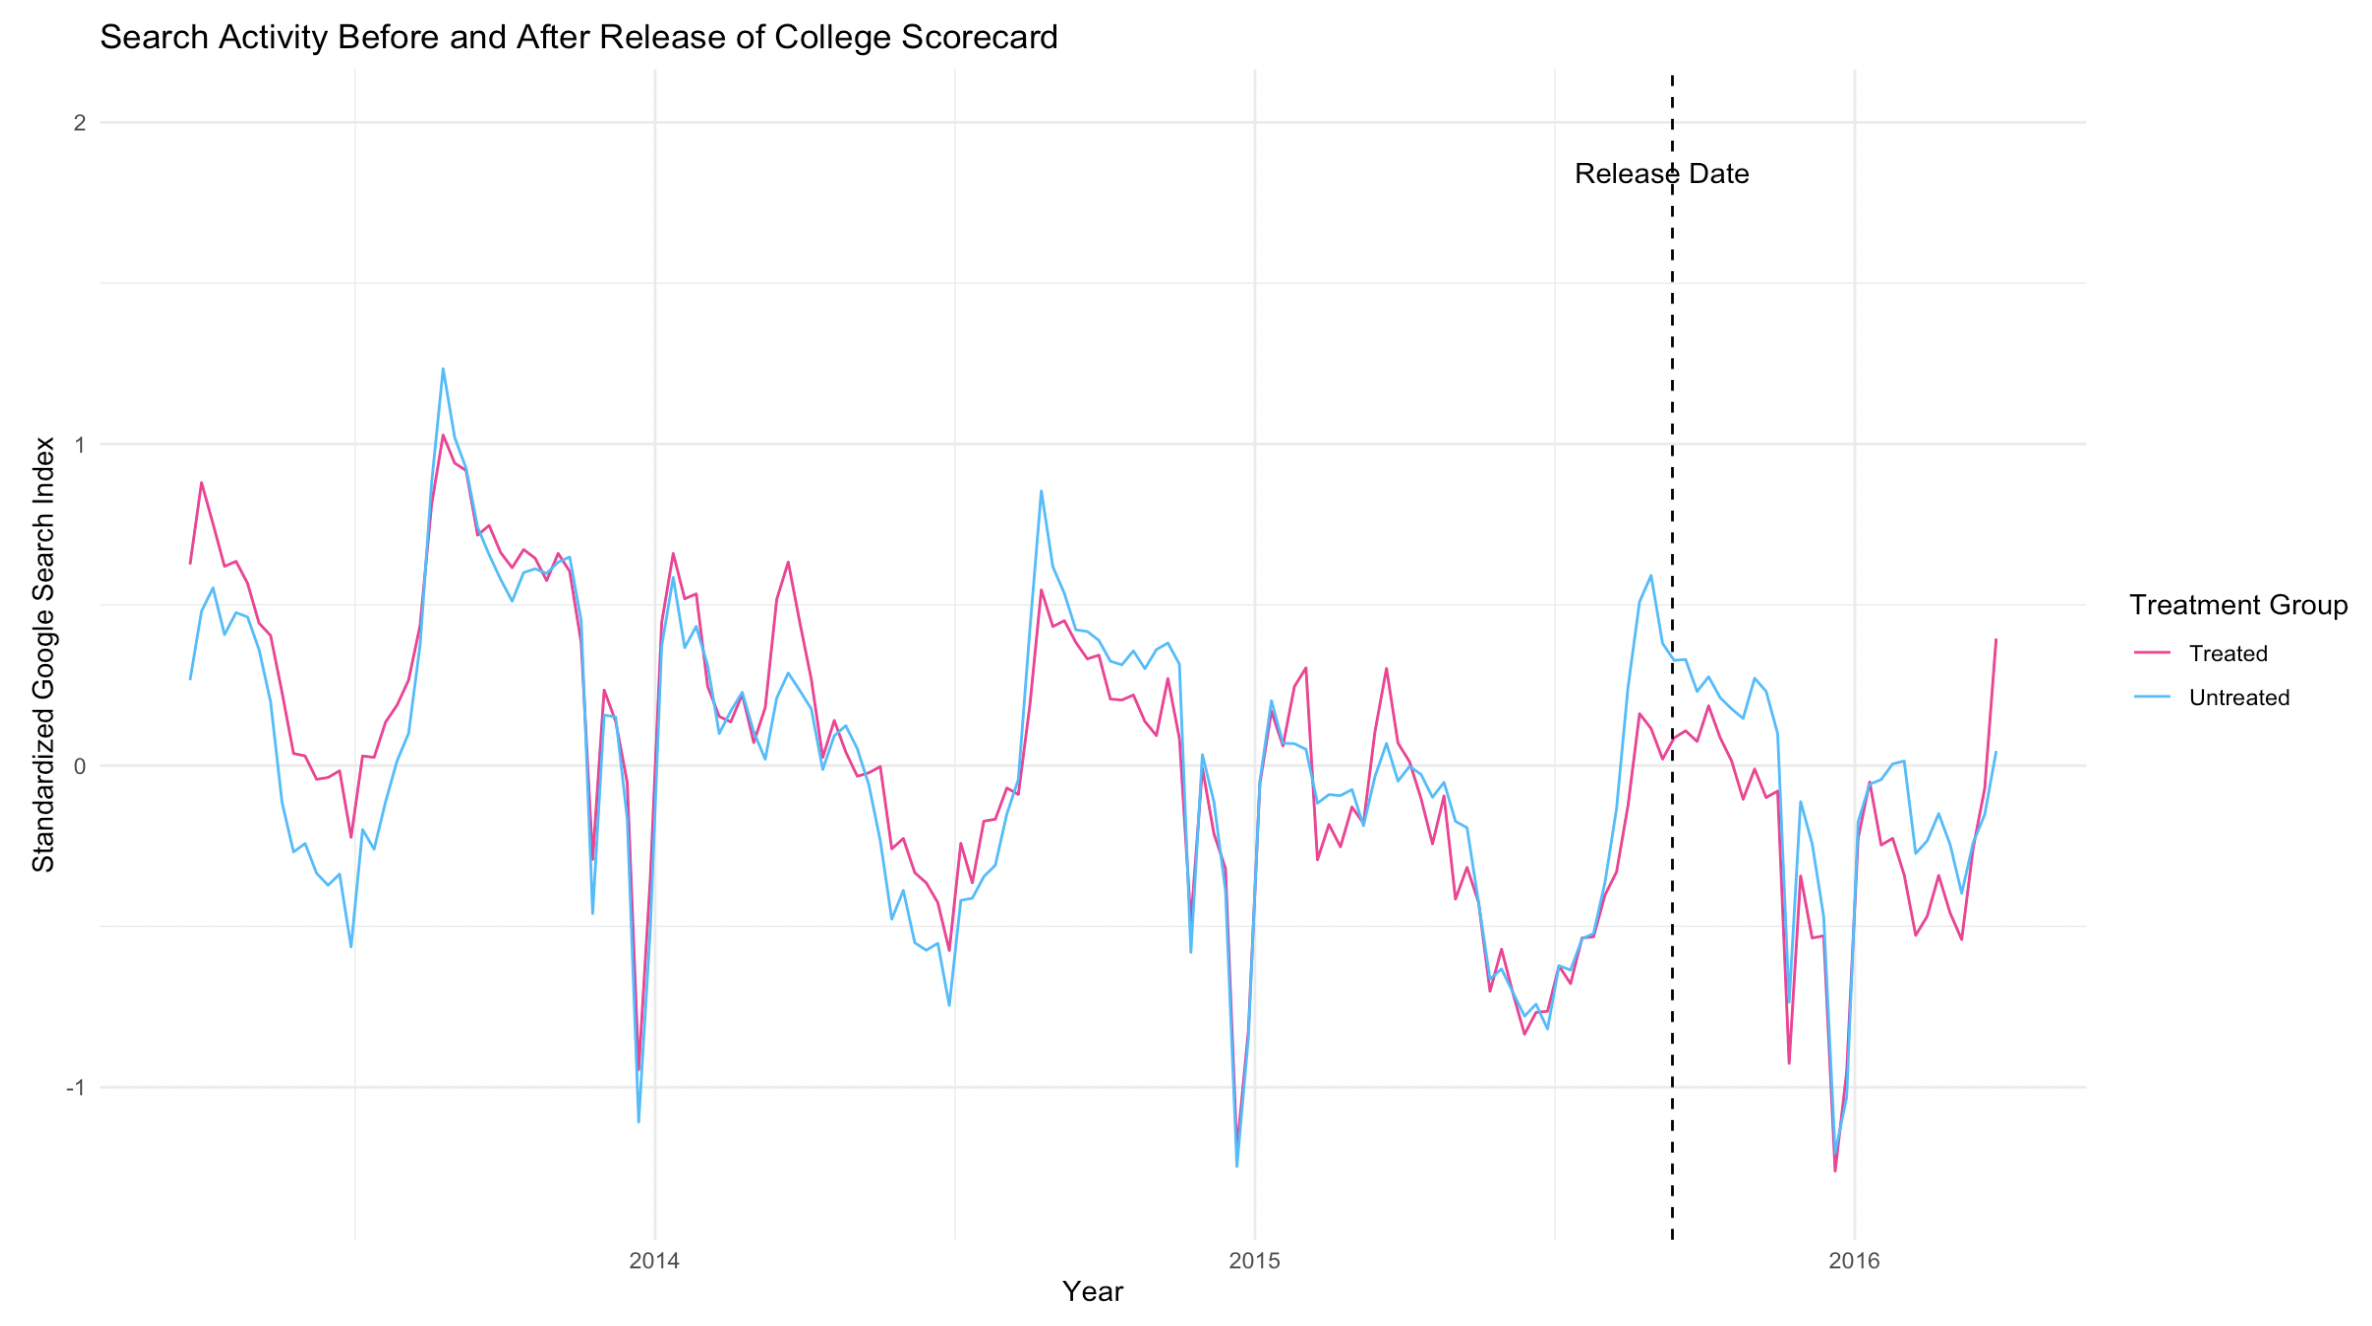 Search Activity Before and After Release of College Scorecard
Standardized Google Search Index
2
1
0
-1
Release Date
2014
2015
2016
Year
Treatment Group
Treated
Untreated